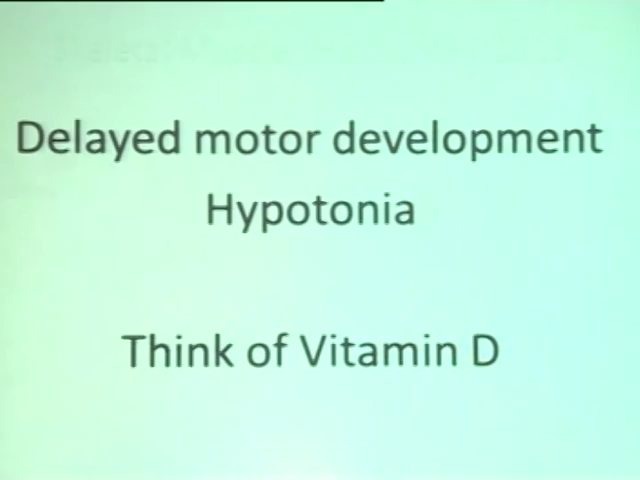 Delayed motor development
Hypotonia
Think of Vitamin D